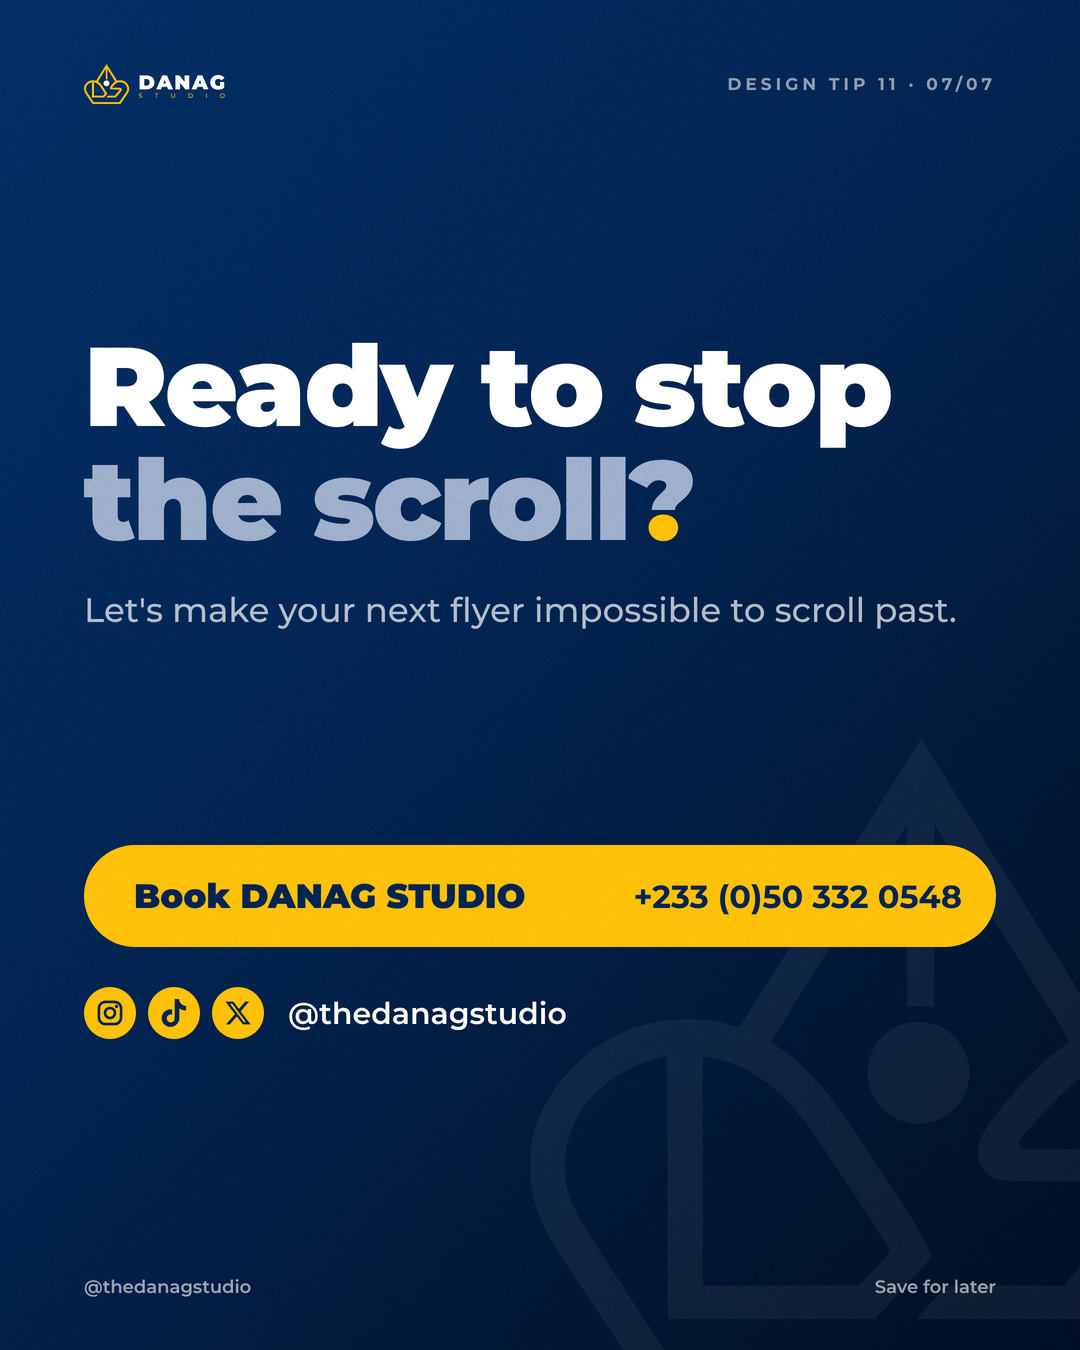 DANAG
STUDIO
DESIGN TIP 11 · 07/07
Ready to stop
the scroll?
Let's make your next flyer impossible to scroll past.
Book DANAG STUDIO
+233 (0)50 332 0548
@thedanagstudio
@thedanagstudio
Save for later